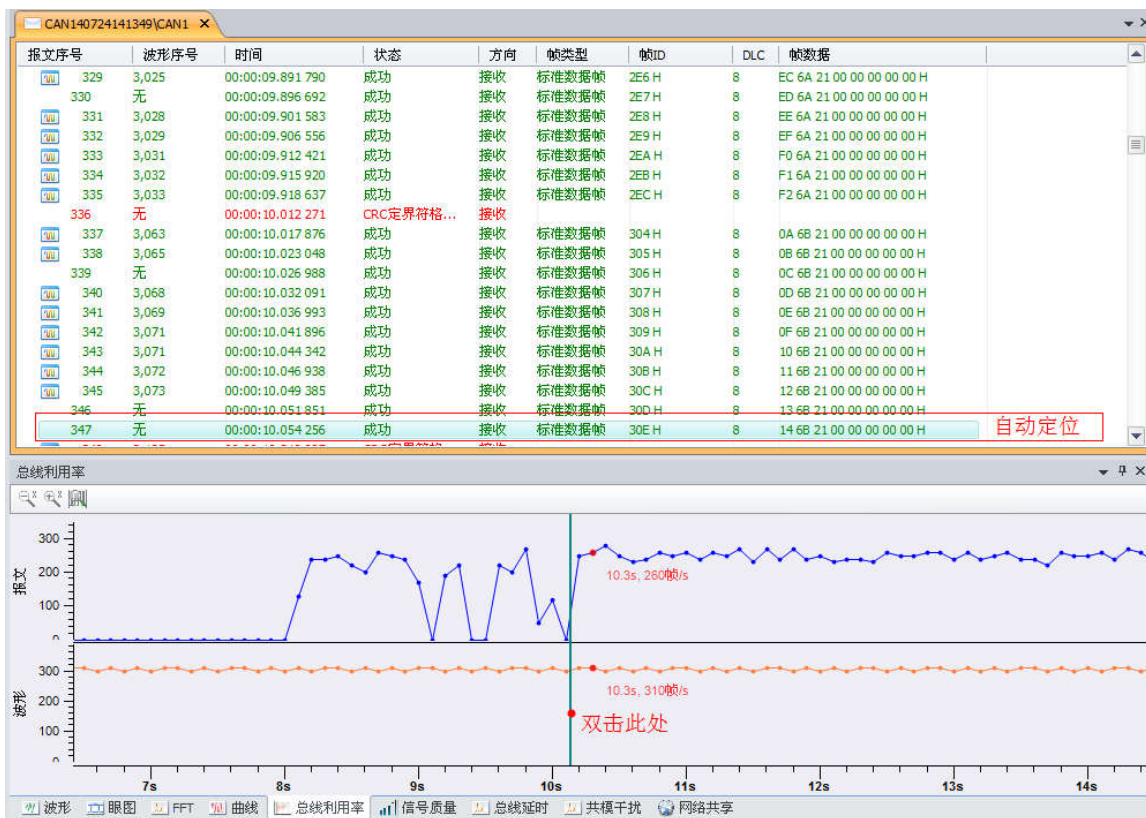 CAN140724141349\CAN1
报文序号 波形序号 时间 状态 方向 帧类型 帧ID DLC 帧数据
329 3,025 00:00:09.891 790 成功 接收 标准数据帧 2E6 H 8 EC 6A 21 00 00 00 00 00 H
330 无 00:00:09.896 692 成功 接收 标准数据帧 2E7 H 8 ED 6A 21 00 00 00 00 00 H
331 3,028 00:00:09.901 583 成功 接收 标准数据帧 2E8 H 8 EE 6A 21 00 00 00 00 00 H
332 3,029 00:00:09.906 556 成功 接收 标准数据帧 2E9 H 8 EF 6A 21 00 00 00 00 00 H
333 3,031 00:00:09.912 421 成功 接收 标准数据帧 2EA H 8 F0 6A 21 00 00 00 00 00 H
334 3,032 00:00:09.915 920 成功 接收 标准数据帧 2EB H 8 F1 6A 21 00 00 00 00 00 H
335 3,033 00:00:09.918 637 成功 接收 标准数据帧 2EC H 8 F2 6A 21 00 00 00 00 00 H
336 无 00:00:10.012 271 CRC定界符格... 接收
337 3,063 00:00:10.017 876 成功 接收 标准数据帧 304 H 8 0A 6B 21 00 00 00 00 00 H
338 3,065 00:00:10.023 048 成功 接收 标准数据帧 305 H 8 0B 6B 21 00 00 00 00 00 H
339 无 00:00:10.026 988 成功 接收 标准数据帧 306 H 8 0C 6B 21 00 00 00 00 00 H
340 3,068 00:00:10.032 091 成功 接收 标准数据帧 307 H 8 0D 6B 21 00 00 00 00 00 H
341 3,069 00:00:10.036 993 成功 接收 标准数据帧 308 H 8 0E 6B 21 00 00 00 00 00 H
342 3,071 00:00:10.041 896 成功 接收 标准数据帧 309 H 8 0F 6B 21 00 00 00 00 00 H
343 3,071 00:00:10.044 342 成功 接收 标准数据帧 30A H 8 10 6B 21 00 00 00 00 00 H
344 3,072 00:00:10.046 938 成功 接收 标准数据帧 30B H 8 11 6B 21 00 00 00 00 00 H
345 3,073 00:00:10.049 385 成功 接收 标准数据帧 30C H 8 12 6B 21 00 00 00 00 00 H
346 无 00:00:10.051 851 成功 接收 标准数据帧 30D H 8 13 6B 21 00 00 00 00 00 H
347 无 00:00:10.054 256 成功 接收 标准数据帧 30E H 8 14 6B 21 00 00 00 00 00 H
自动定位
总线利用率
报文
300
200
100
0
10.3s, 260帧/s
波形
300
200
100
0
10.3s, 310帧/s
双击此处
7s 8s 9s 10s 11s 12s 13s 14s
波形 眼图 FFT 曲线 总线利用率 信号质量 总线延时 共模干扰 网络共享